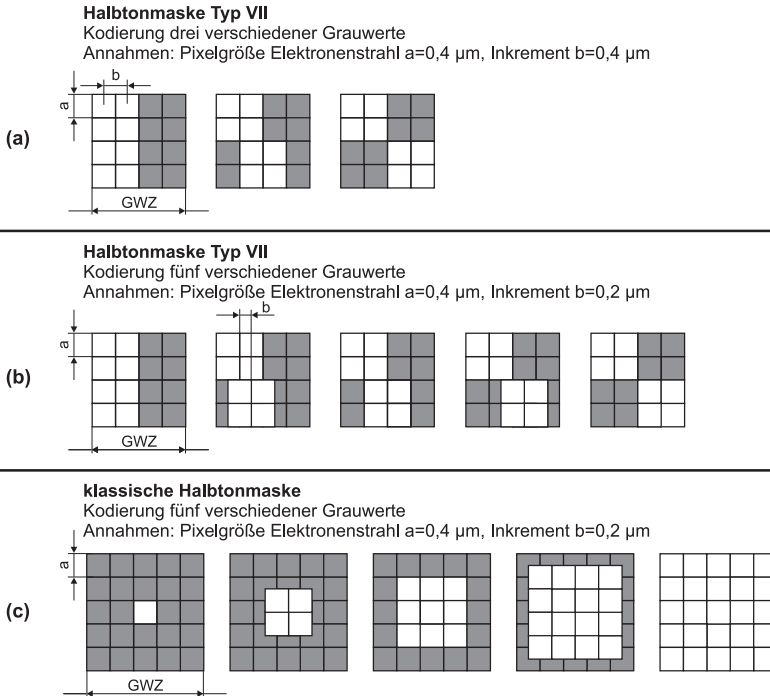 Halbtonmaske Typ VII
Kodierung drei verschiedener Grauwerte
Annahmen: Pixelgröße Elektronenstrahl a=0,4 µm, Inkrement b=0,4 µm
b
a
(a)
GWZ
Halbtonmaske Typ VII
Kodierung fünf verschiedener Grauwerte
Annahmen: Pixelgröße Elektronenstrahl a=0,4 µm, Inkrement b=0,2 µm
b
a
(b)
GWZ
klassische Halbtonmaske
Kodierung fünf verschiedener Grauwerte
Annahmen: Pixelgröße Elektronenstrahl a=0,4 µm, Inkrement b=0,2 µm
a
(c)
GWZ